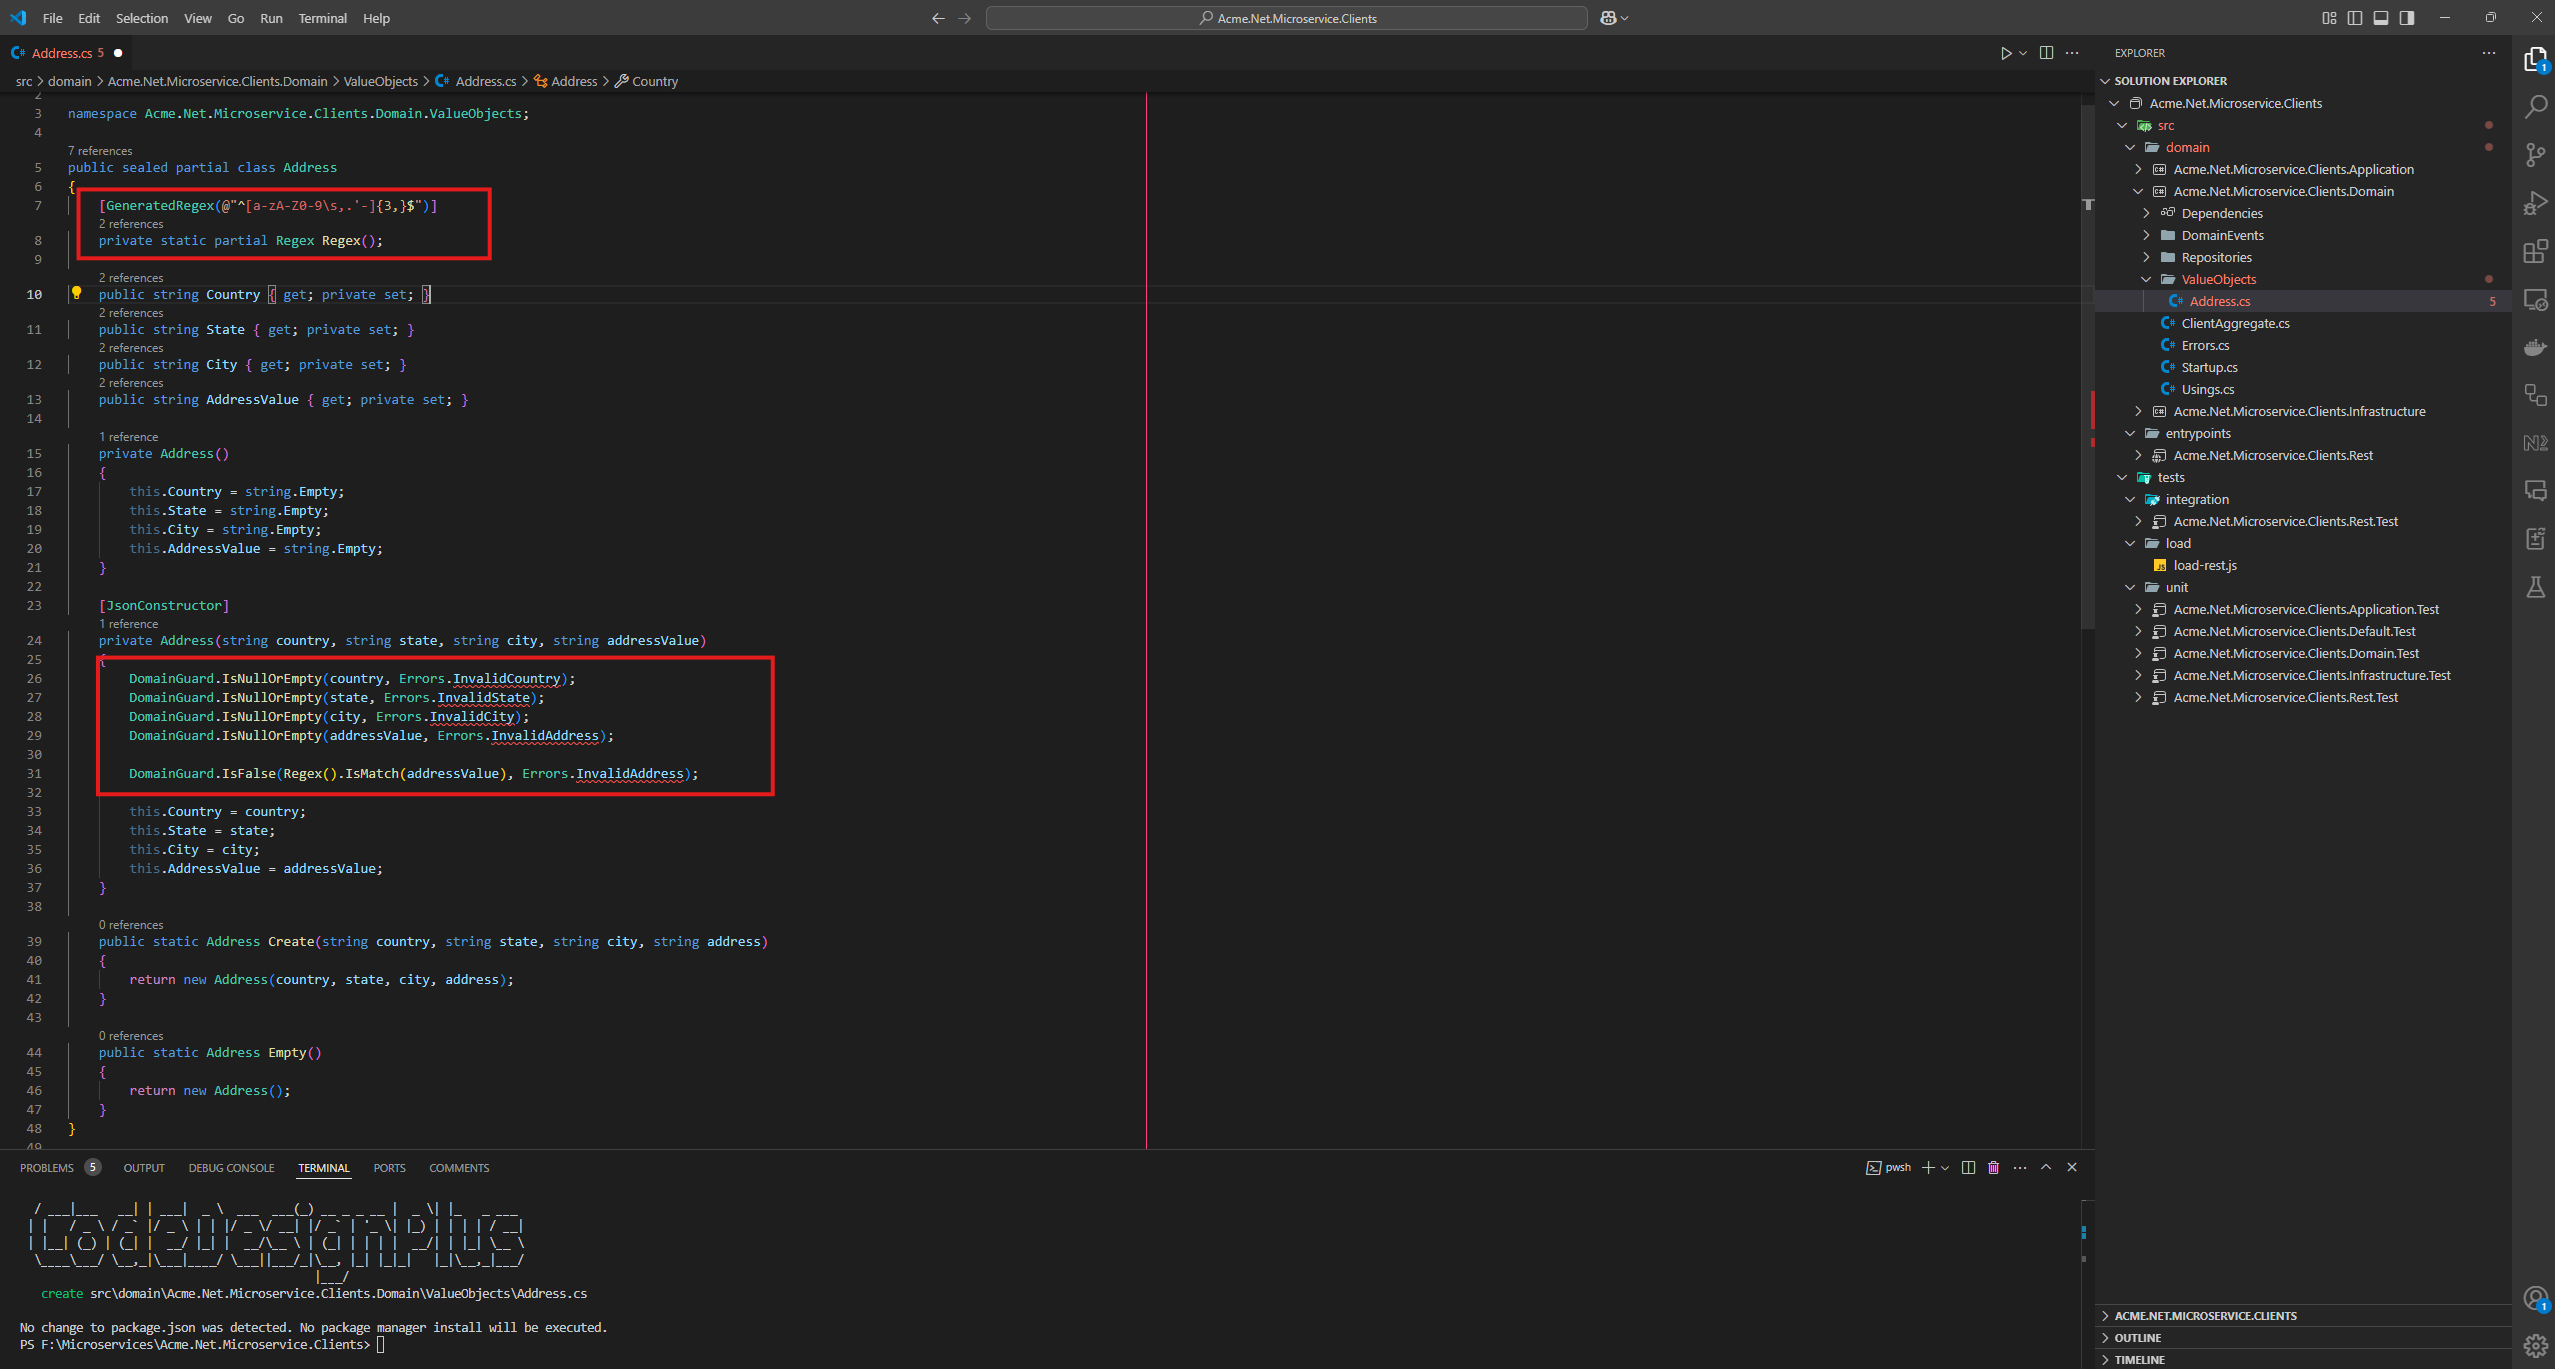 File Edit Selection View Go Run Terminal Help
Acme.Net.Microservice.Clients
Address.cs 5
src > domain > Acme.Net.Microservice.Clients.Domain > ValueObjects > Address.cs > Address > Country
2
3 namespace Acme.Net.Microservice.Clients.Domain.ValueObjects;
4
7 references
5 public sealed partial class Address
6 {
7 [GeneratedRegex(@"^[a-zA-Z0-9\s,.'-]{3,}$")]
2 references
8 private static partial Regex Regex();
9
2 references
10 public string Country { get; private set; }
2 references
11 public string State { get; private set; }
2 references
12 public string City { get; private set; }
2 references
13 public string AddressValue { get; private set; }
14
1 reference
15 private Address()
16 {
17 this.Country = string.Empty;
18 this.State = string.Empty;
19 this.City = string.Empty;
20 this.AddressValue = string.Empty;
21 }
22
23 [JsonConstructor]
1 reference
24 private Address(string country, string state, string city, string addressValue)
25 {
26 DomainGuard.IsNullOrEmpty(country, Errors.InvalidCountry);
27 DomainGuard.IsNullOrEmpty(state, Errors.InvalidState);
28 DomainGuard.IsNullOrEmpty(city, Errors.InvalidCity);
29 DomainGuard.IsNullOrEmpty(addressValue, Errors.InvalidAddress);
30
31 DomainGuard.IsFalse(Regex().IsMatch(addressValue), Errors.InvalidAddress);
32
33 this.Country = country;
34 this.State = state;
35 this.City = city;
36 this.AddressValue = addressValue;
37 }
38
0 references
39 public static Address Create(string country, string state, string city, string address)
40 {
41 return new Address(country, state, city, address);
42 }
43
0 references
44 public static Address Empty()
45 {
46 return new Address();
47 }
48 }
49
PROBLEMS 5 OUTPUT DEBUG CONSOLE TERMINAL PORTS COMMENTS
pwsh
CodeDesignPlus
create src\domain\Acme.Net.Microservice.Clients.Domain\ValueObjects\Address.cs
No change to package.json was detected. No package manager install will be executed.
PS F:\Microservices\Acme.Net.Microservice.Clients>
EXPLORER
SOLUTION EXPLORER
Acme.Net.Microservice.Clients
src
domain
Acme.Net.Microservice.Clients.Application
Acme.Net.Microservice.Clients.Domain
Dependencies
DomainEvents
Repositories
ValueObjects
Address.cs 5
ClientAggregate.cs
Errors.cs
Startup.cs
Usings.cs
Acme.Net.Microservice.Clients.Infrastructure
entrypoints
Acme.Net.Microservice.Clients.Rest
tests
integration
Acme.Net.Microservice.Clients.Rest.Test
load
JS load-rest.js
unit
Acme.Net.Microservice.Clients.Application.Test
Acme.Net.Microservice.Clients.Default.Test
Acme.Net.Microservice.Clients.Domain.Test
Acme.Net.Microservice.Clients.Infrastructure.Test
Acme.Net.Microservice.Clients.Rest.Test
ACME.NET.MICROSERVICE.CLIENTS
OUTLINE
TIMELINE
1
1